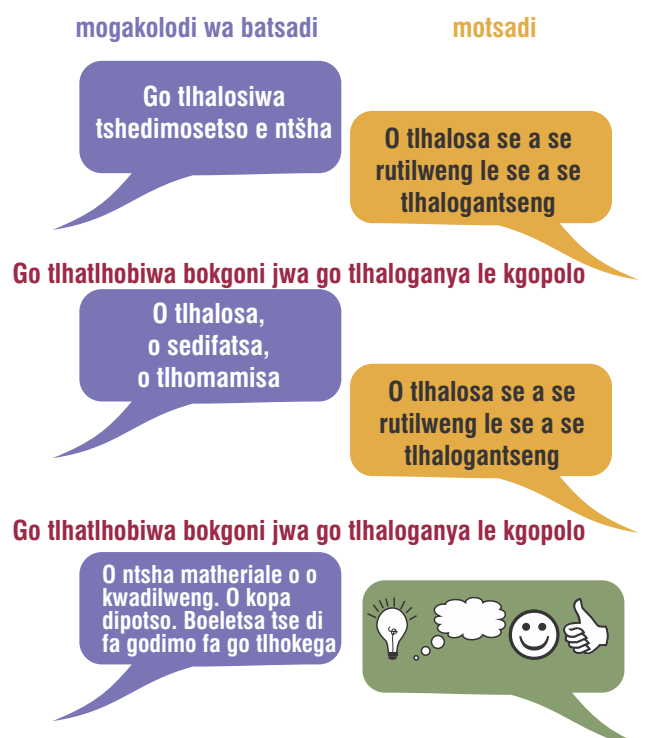 mogakolodi wa batsadi
motsadi
Go tlhalosiwa
tshedimosetso e ntšha
O tlhalosa se a se
rutilweng le se a se
tlhalogantseng
Go tlhatlhobiwa bokgoni jwa go tlhaloganya le kgopolo
O tlhalosa,
o sedifatsa,
o tlhomamisa
O tlhalosa se a se
rutilweng le se a se
tlhalogantseng
Go tlhatlhobiwa bokgoni jwa go tlhaloganya le kgopolo
O ntsha matheriale o o
kwadilweng. O kopa
dipotso. Boeletsa tse di
fa godimo fa go tlhokega